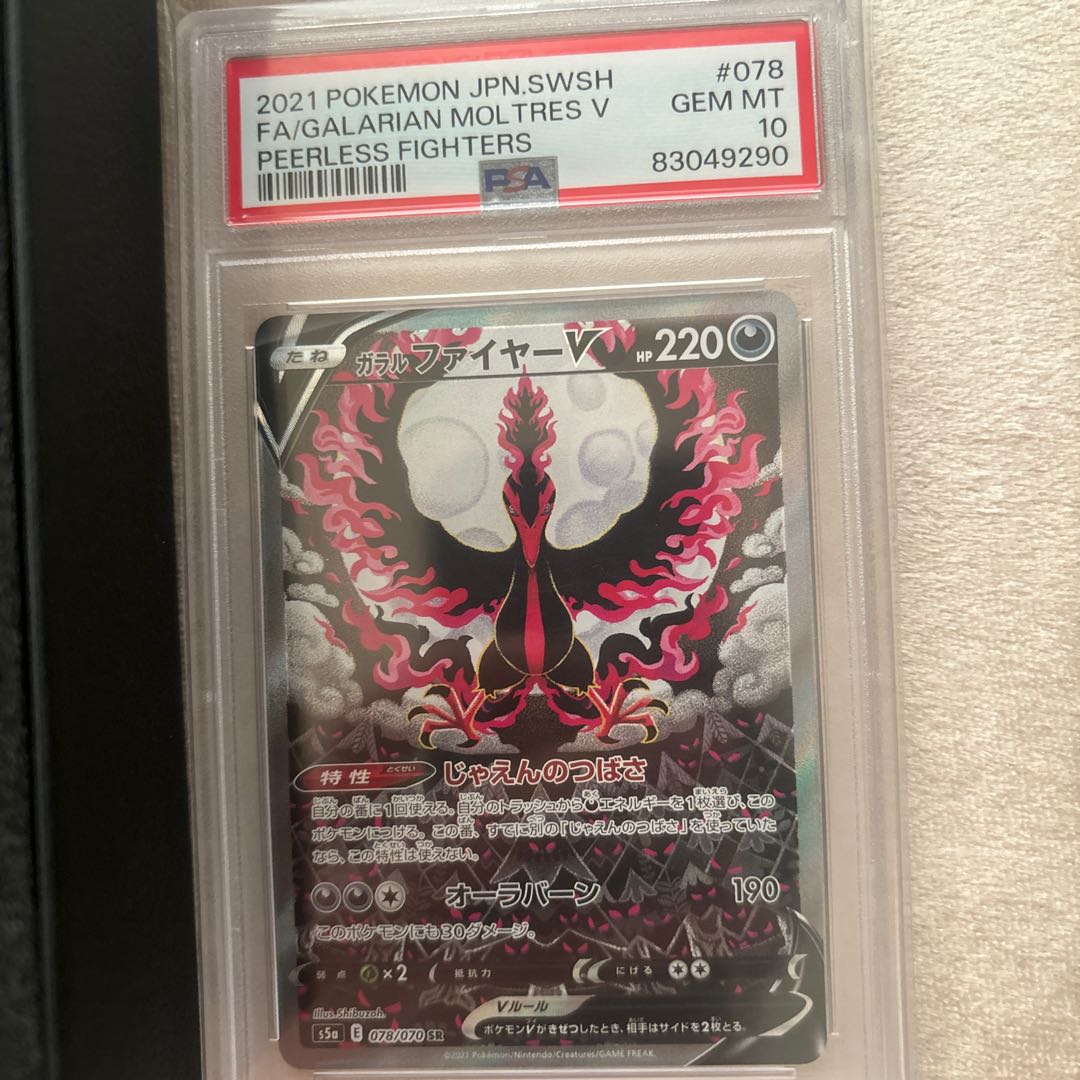 2021 POKEMON JPN.SWSH #078
FA/GALARIAN MOLTRES V GEM MT
PEERLESS FIGHTERS 10
PSA 83049290
たね ガラル ファイヤーV HP 220
特性 とくせい じゃえんのつばさ
自分の番に1回使える。自分のトラッシュからエネルギーを1枚選び、この
ポケモンにつける。この番、すでに別の「じゃえんのつばさ」を使っていた
なら、この特性は使えない。
オーラバーン 190
このポケモンにも30ダメージ。
弱点 ×2 抵抗力 にげる
Vルール
ポケモンVがきぜつしたとき、相手はサイドを2枚とる。
Illus.Shibuzoh.
s5a E 078/070 SR
©2021 Pokémon/Nintendo/Creatures/GAME FREAK.